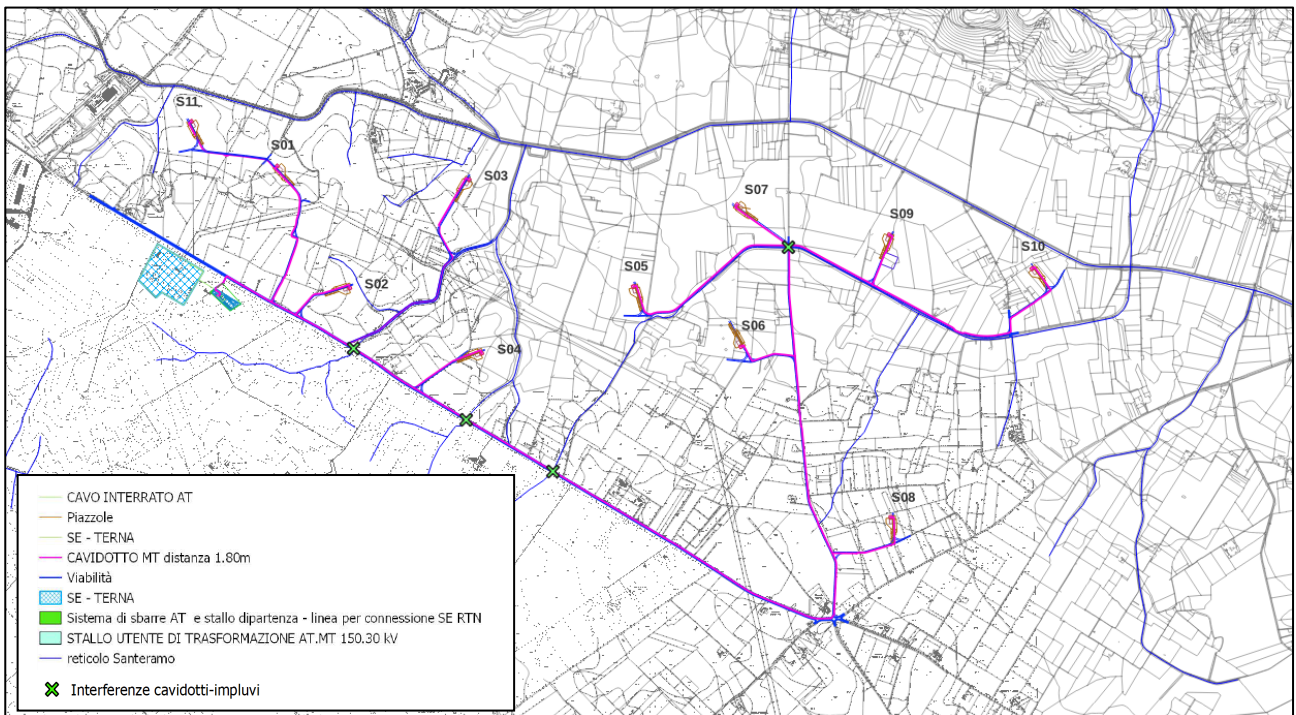 S11
S01
S03
S07
S09
S10
S05
S02
S06
S04
S08
CAVO INTERRATO AT
Piazzole
SE - TERNA
CAVIDOTTO MT distanza 1.80m
Viabilità
SE - TERNA
Sistema di sbarre AT e stallo dipartenza - linea per connessione SE RTN
STALLO UTENTE DI TRASFORMAZIONE AT.MT 150.30 kV
reticolo Santeramo
Interferenze cavidotti-impluvi